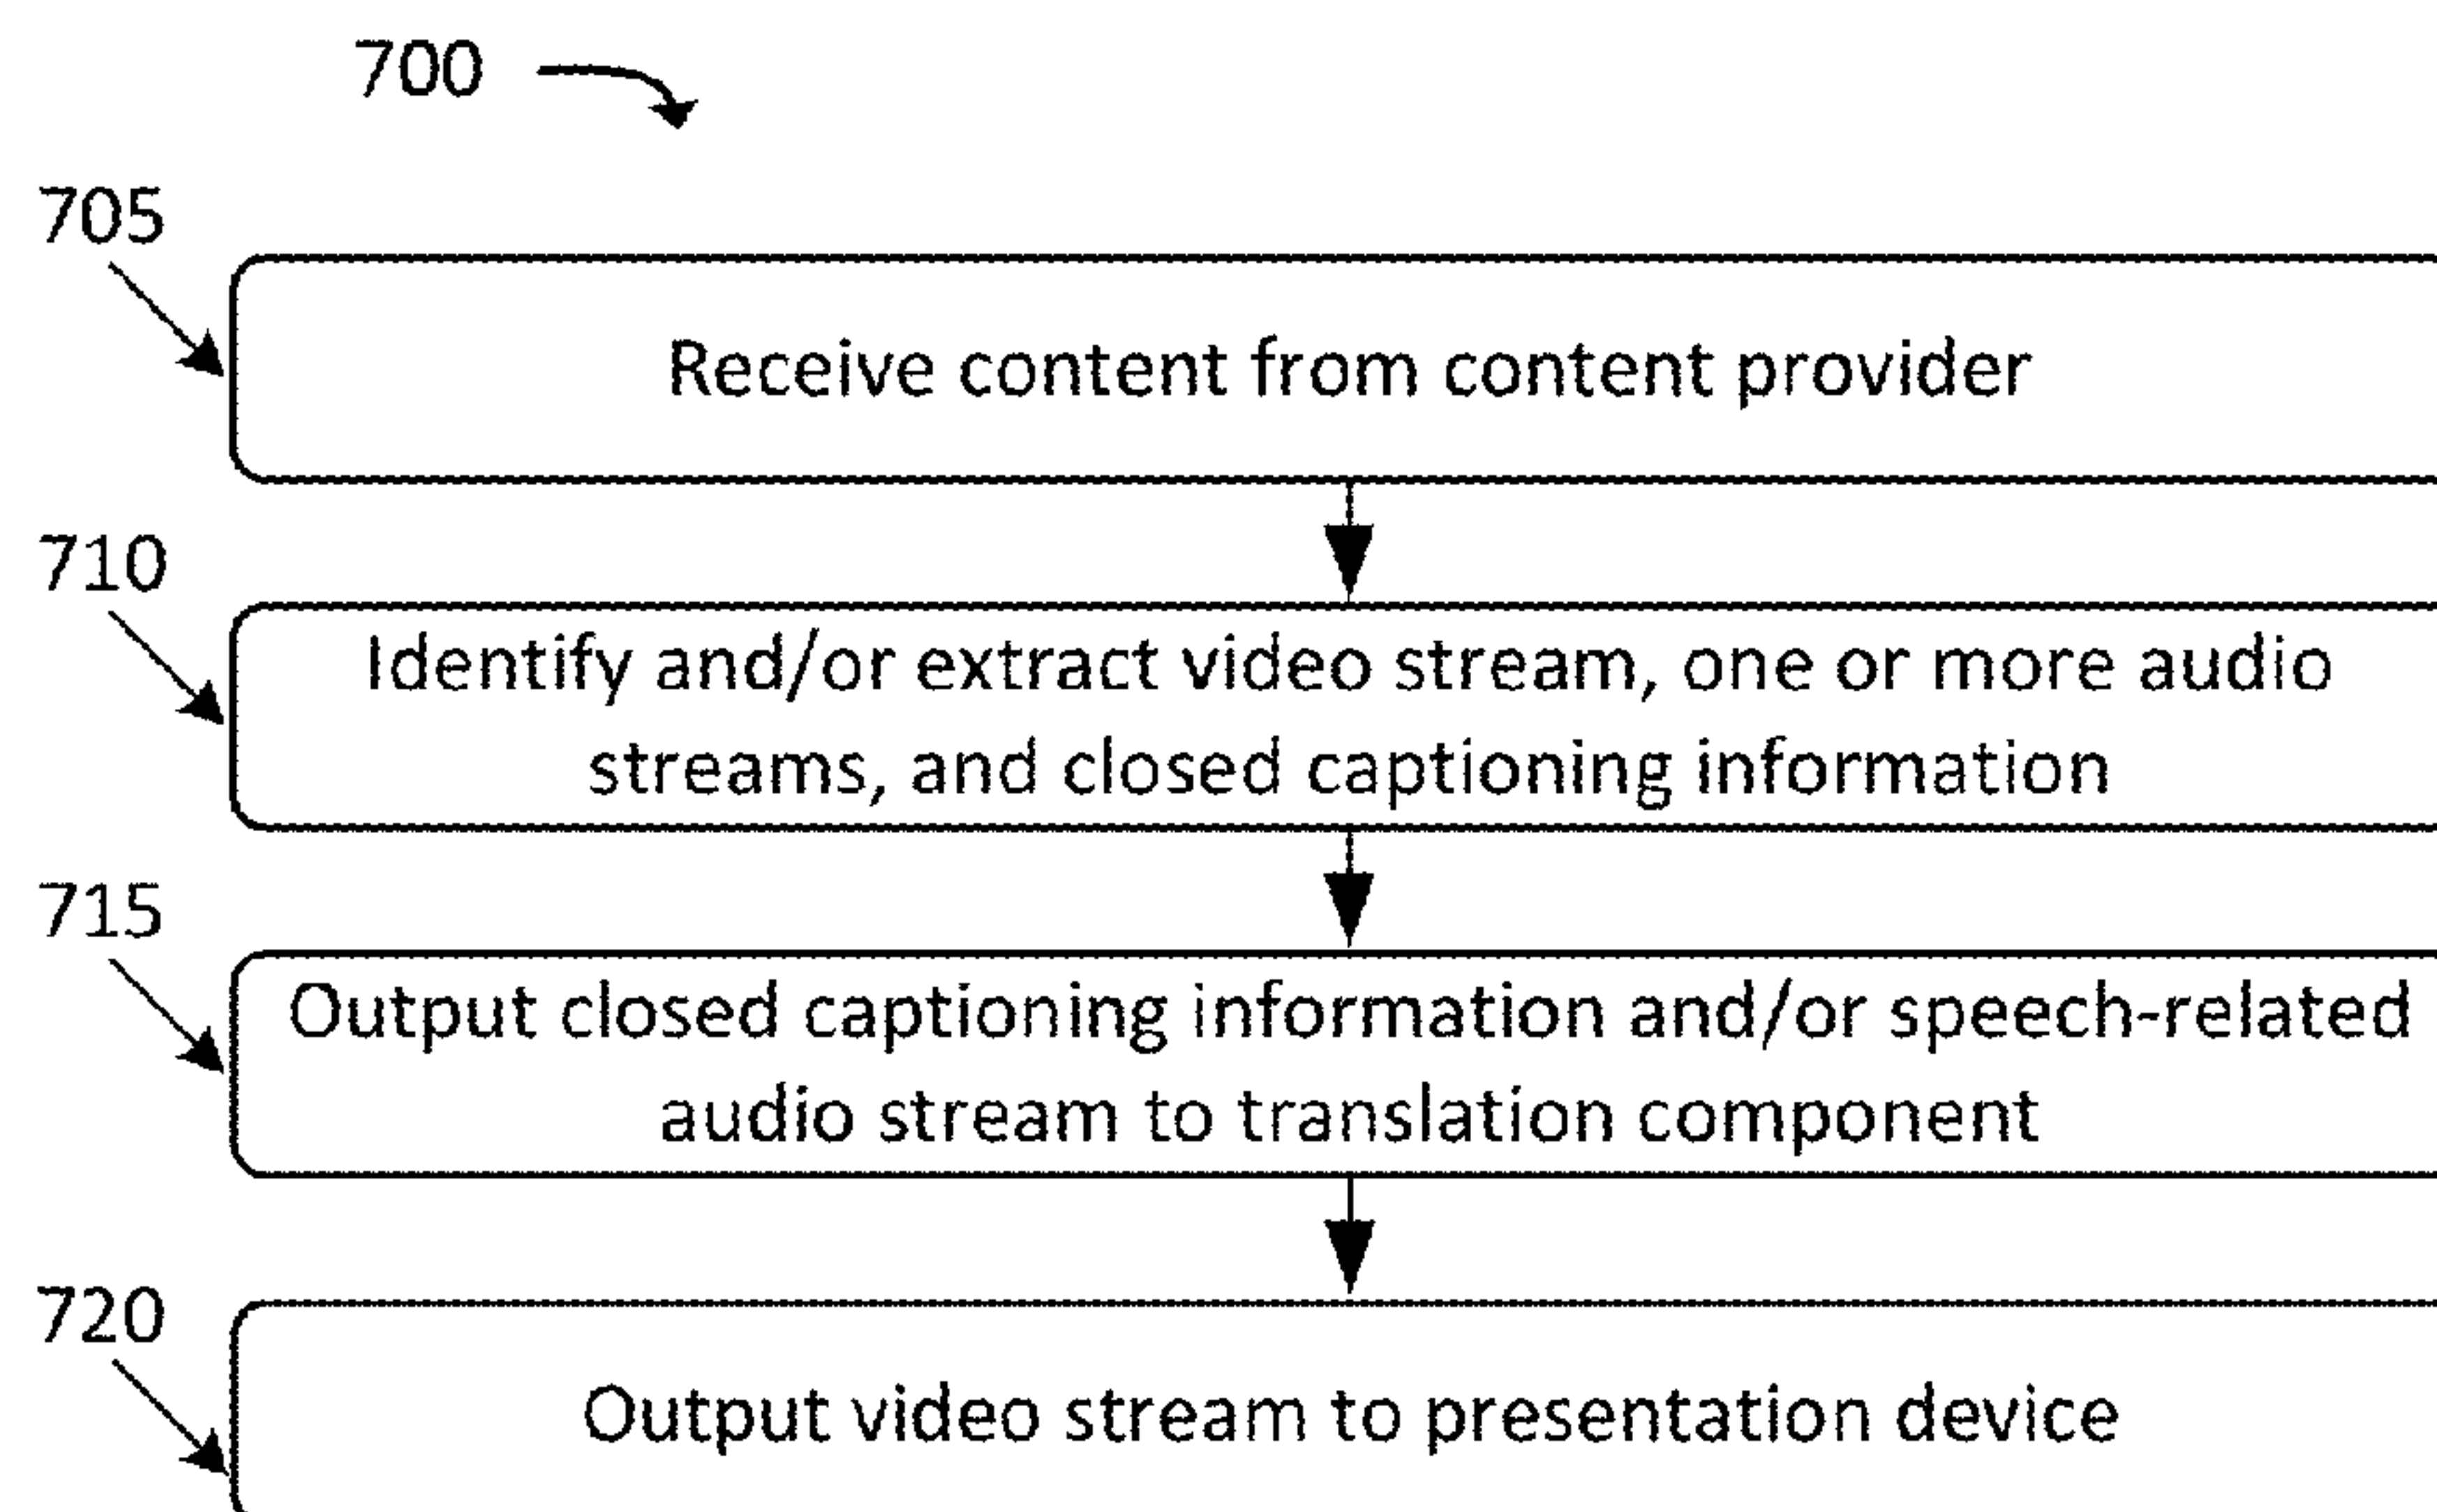 700
705
Receive content from content provider
710
Identify and/or extract video stream, one or more audio
streams, and closed captioning information
715
Output closed captioning information and/or speech-related
audio stream to translation component
720
Output video stream to presentation device